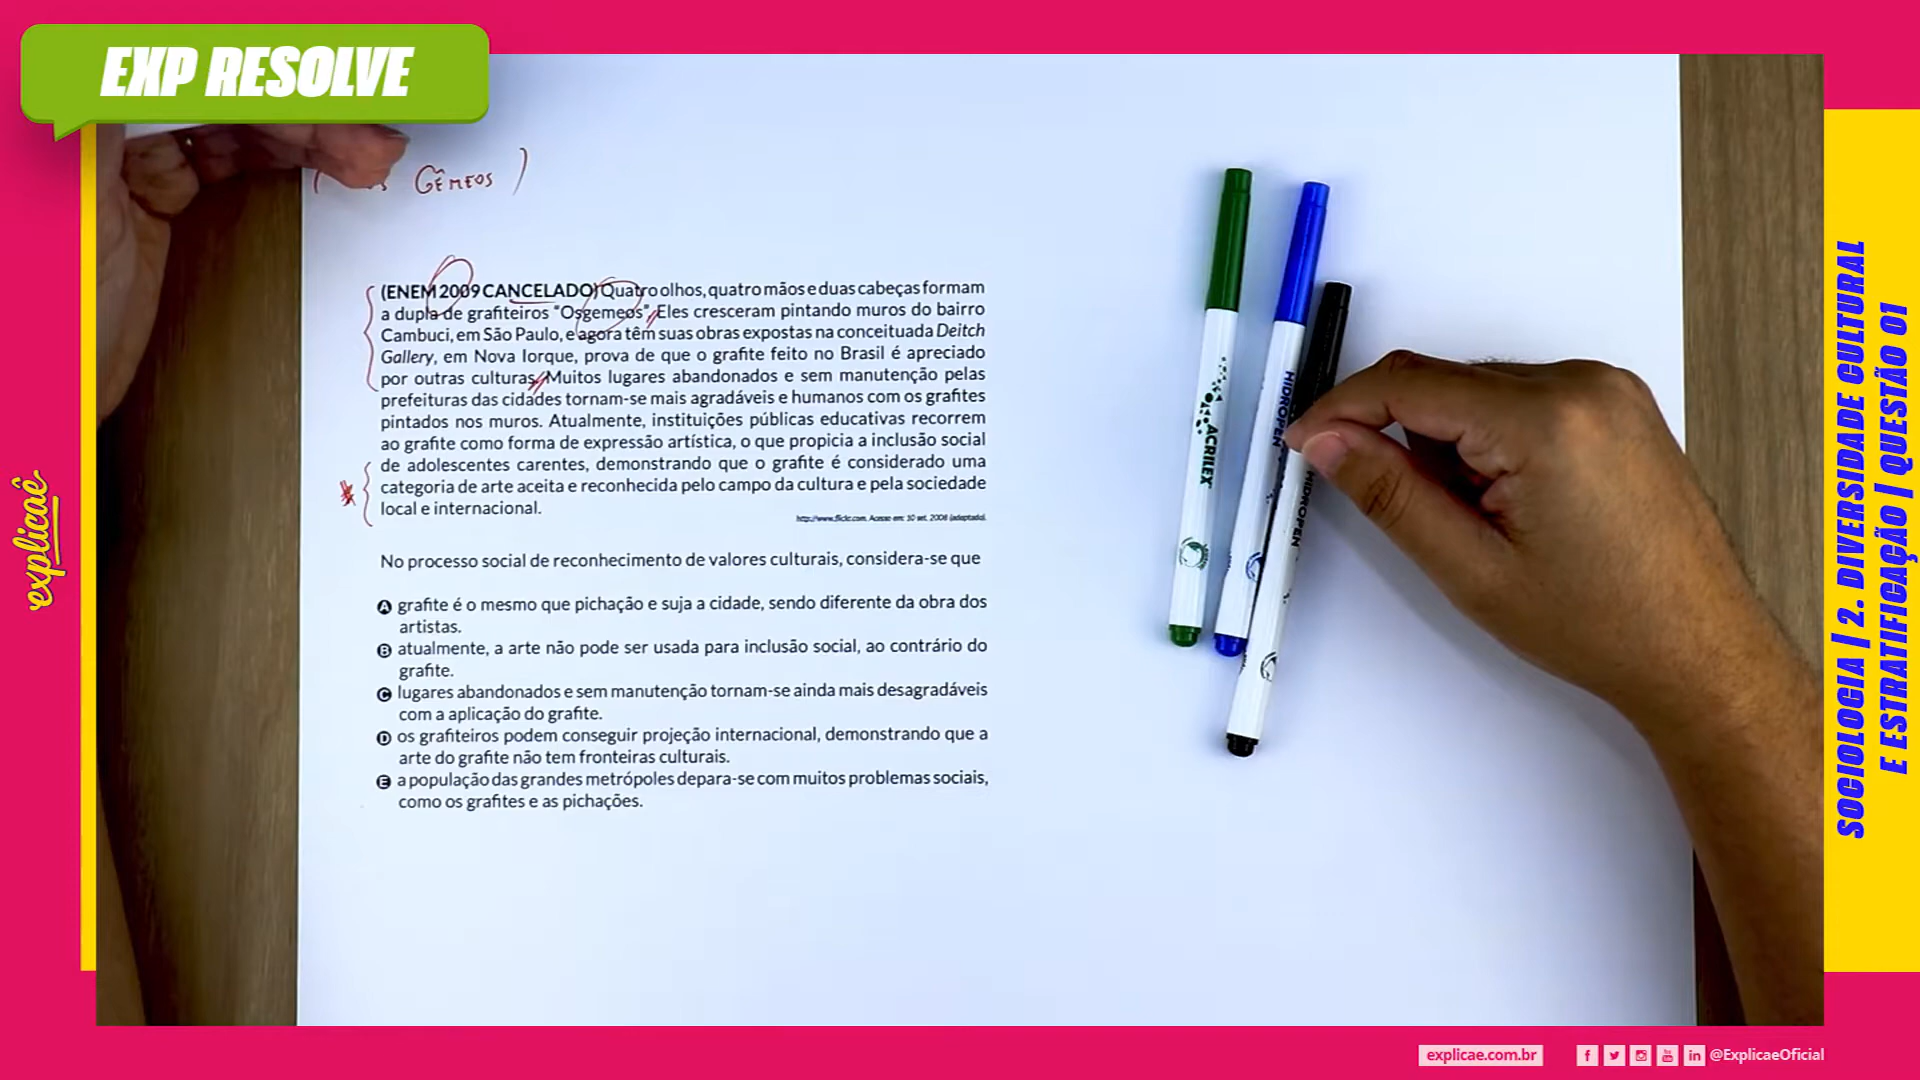 EXP RESOLVE
GÊMEOS )
(ENEM 2009 CANCELADO) Quatro olhos, quatro mãos e duas cabeças formam
a dupla de grafiteiros "Osgemeos". Eles cresceram pintando muros do bairro
Cambuci, em São Paulo, e agora têm suas obras expostas na conceituada Deitch
Gallery, em Nova Iorque, prova de que o grafite feito no Brasil é apreciado
por outras culturas. Muitos lugares abandonados e sem manutenção pelas
prefeituras das cidades tornam-se mais agradáveis e humanos com os grafites
pintados nos muros. Atualmente, instituições públicas educativas recorrem
ao grafite como forma de expressão artística, o que propicia a inclusão social
de adolescentes carentes, demonstrando que o grafite é considerado uma
categoria de arte aceita e reconhecida pelo campo da cultura e pela sociedade
local e internacional.
http://www.flickr.com. Acesso em: 10 set. 2008 (adaptado).
No processo social de reconhecimento de valores culturais, considera-se que
A grafite é o mesmo que pichação e suja a cidade, sendo diferente da obra dos
artistas.
B atualmente, a arte não pode ser usada para inclusão social, ao contrário do
grafite.
C lugares abandonados e sem manutenção tornam-se ainda mais desagradáveis
com a aplicação do grafite.
D os grafiteiros podem conseguir projeção internacional, demonstrando que a
arte do grafite não tem fronteiras culturais.
E a população das grandes metrópoles depara-se com muitos problemas sociais,
como os grafites e as pichações.
ACRILEX
HIDROPEN
HIDROPEN
explicaê
SOCIOLOGIA | 2. DIVERSIDADE CULTURAL
E ESTRATIFICAÇÃO | QUESTÃO 01
explicae.com.br
@ExplicaeOficial